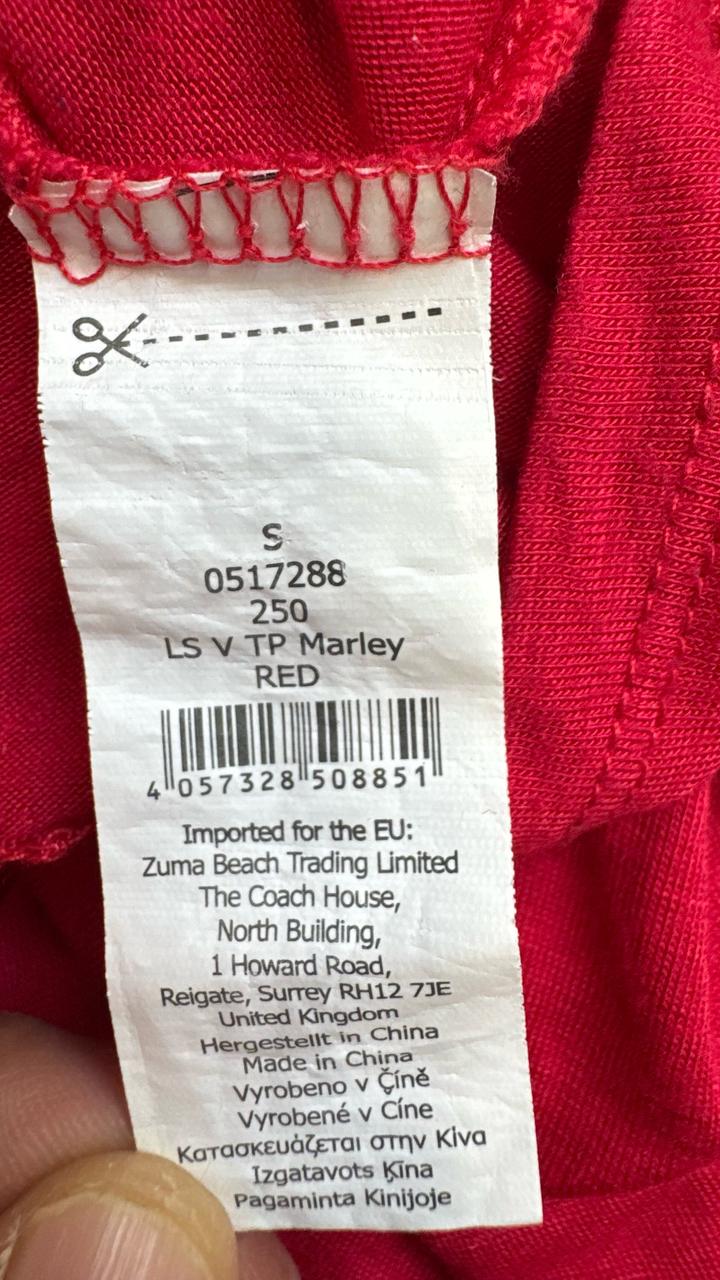 S
0517288
250
LS V TP Marley
RED
4 057328 508851
Imported for the EU:
Zuma Beach Trading Limited
The Coach House,
North Building,
1 Howard Road,
Reigate, Surrey RH12 7JE
United Kingdom
Hergestellt in China
Made in China
Vyrobeno v Číně
Vyrobené v Cíne
Κατασκευάζεται στην Κίνα
Izgatavots Ķīna
Pagaminta Kinijoje